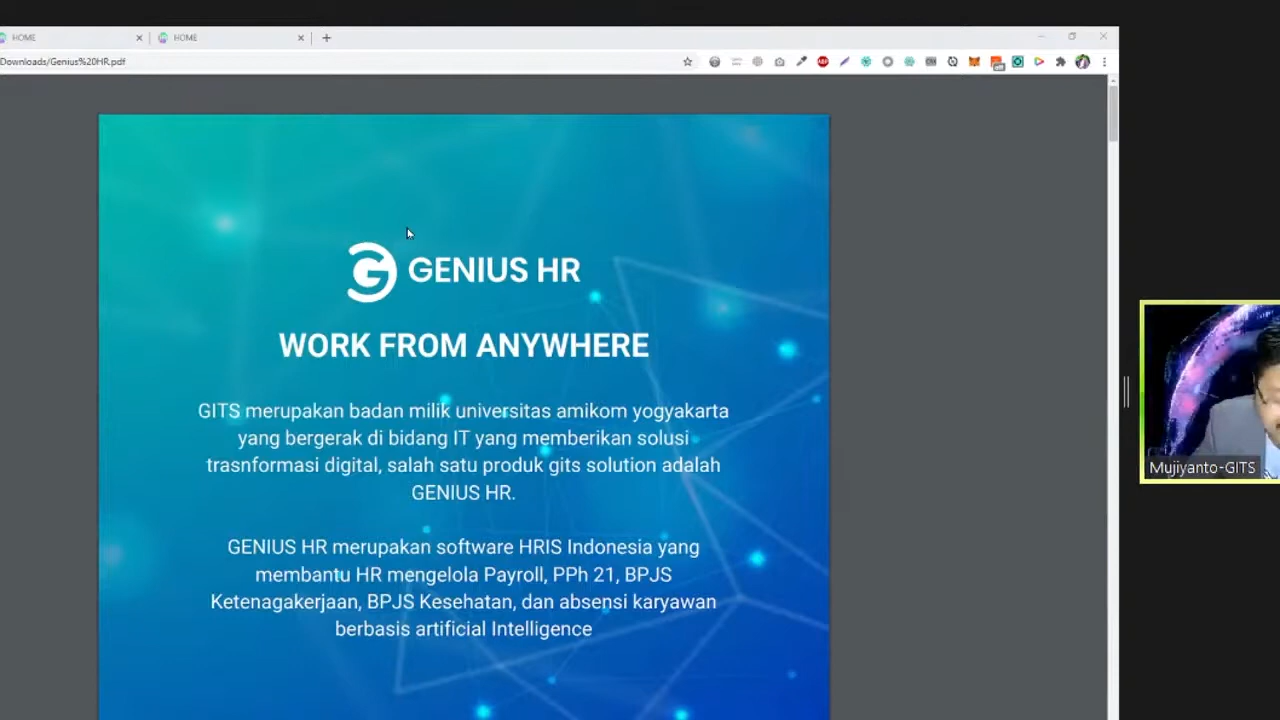 HOME
HOME
Downloads/Genius%20HR.pdf
GENIUS HR
WORK FROM ANYWHERE
GITS merupakan badan milik universitas amikom yogyakarta
yang bergerak di bidang IT yang memberikan solusi
trasnformasi digital, salah satu produk gits solution adalah
GENIUS HR.
GENIUS HR merupakan software HRIS Indonesia yang
membantu HR mengelola Payroll, PPh 21, BPJS
Ketenagakerjaan, BPJS Kesehatan, dan absensi karyawan
berbasis artificial Intelligence
Mujiyanto-GITS